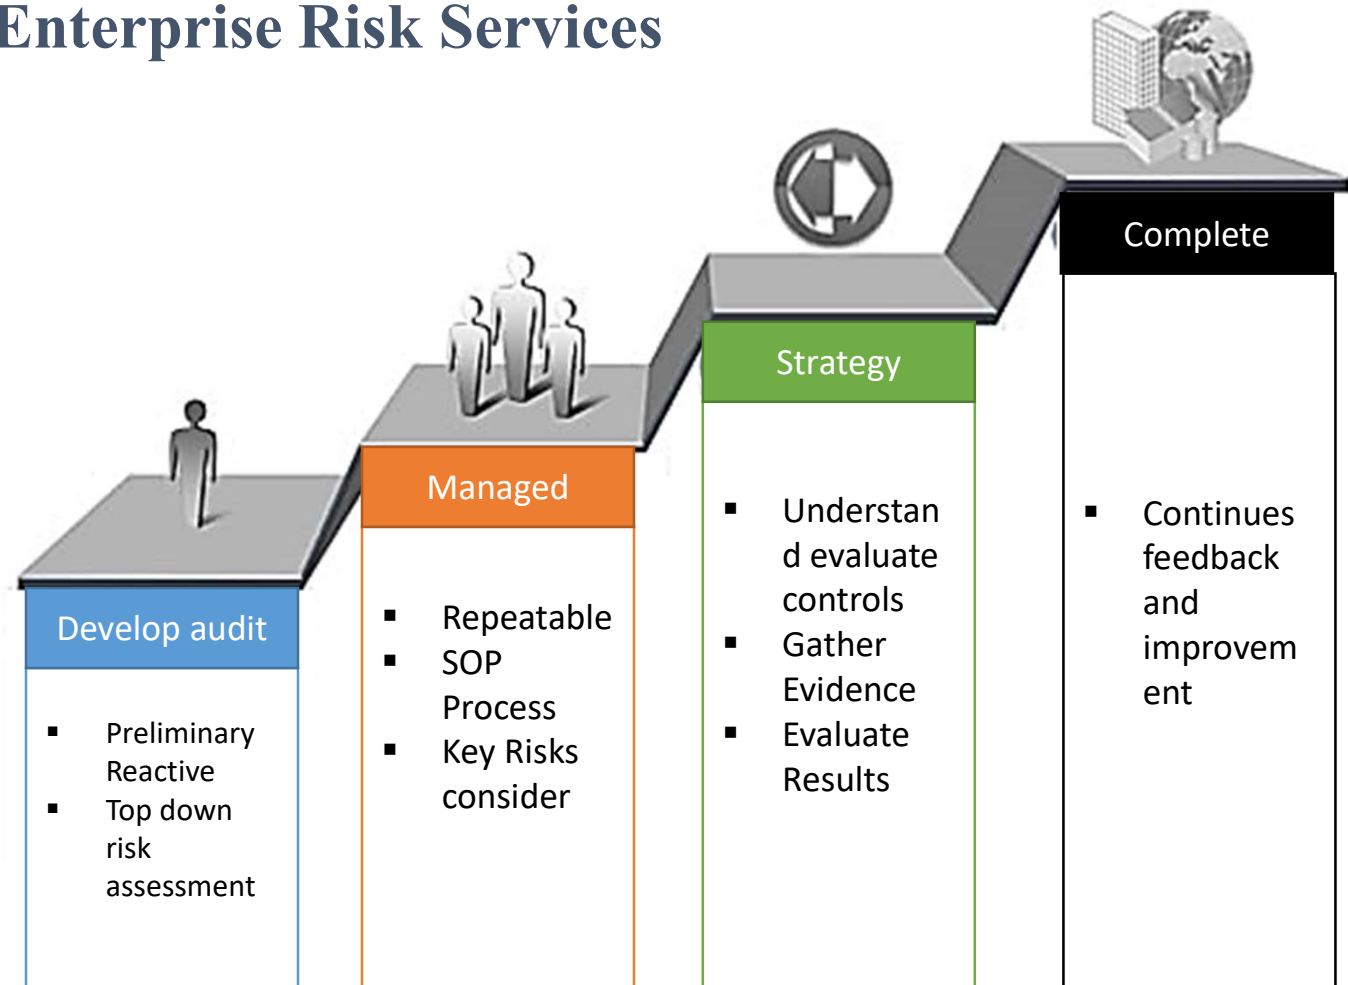 Enterprise Risk Services
Develop audit
▪ Preliminary
Reactive
▪ Top down
risk
assessment
Managed
▪ Repeatable
▪ SOP
Process
▪ Key Risks
consider
Strategy
▪ Understan
d evaluate
controls
▪ Gather
Evidence
▪ Evaluate
Results
Complete
▪ Continues
feedback
and
improvem
ent